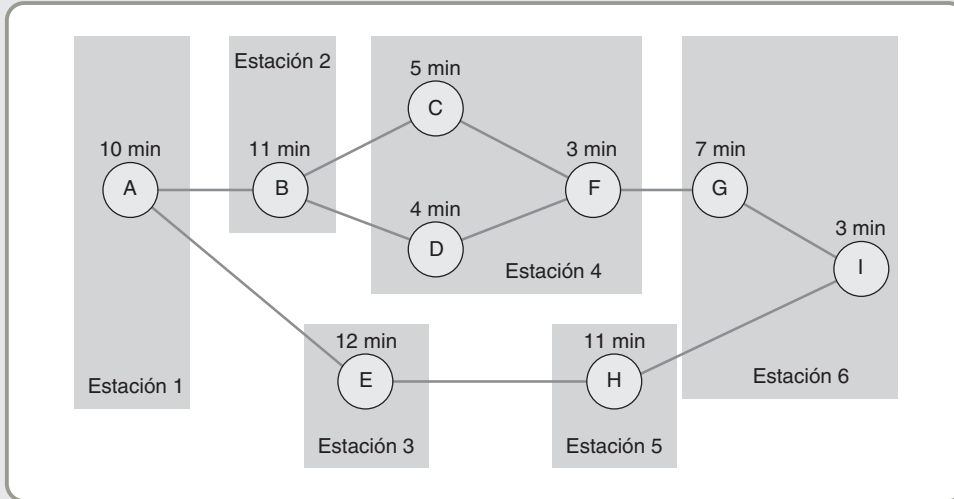 Estación 2
5 min
10 min
11 min
C
3 min
7 min
A
B
F
G
4 min
3 min
D
I
Estación 4
12 min
11 min
Estación 1
E
H
Estación 6
Estación 3
Estación 5